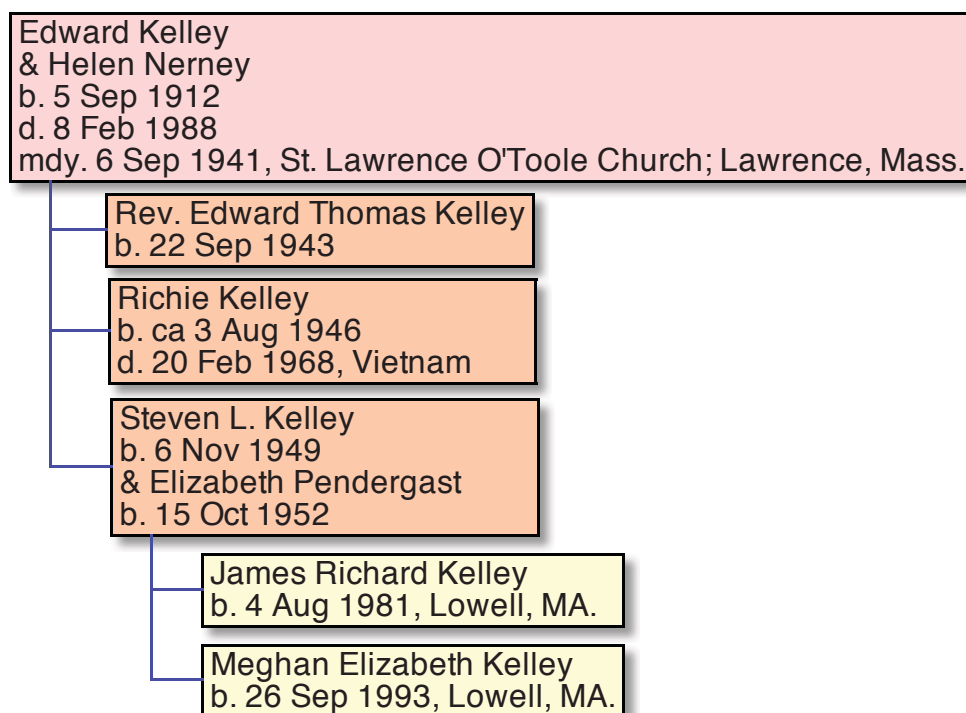 Edward Kelley
& Helen Nerney
b. 5 Sep 1912
d. 8 Feb 1988
mdy. 6 Sep 1941, St. Lawrence O'Toole Church; Lawrence, Mass.
Rev. Edward Thomas Kelley
b. 22 Sep 1943
Richie Kelley
b. ca 3 Aug 1946
d. 20 Feb 1968, Vietnam
Steven L. Kelley
b. 6 Nov 1949
& Elizabeth Pendergast
b. 15 Oct 1952
James Richard Kelley
b. 4 Aug 1981, Lowell, MA.
Meghan Elizabeth Kelley
b. 26 Sep 1993, Lowell, MA.